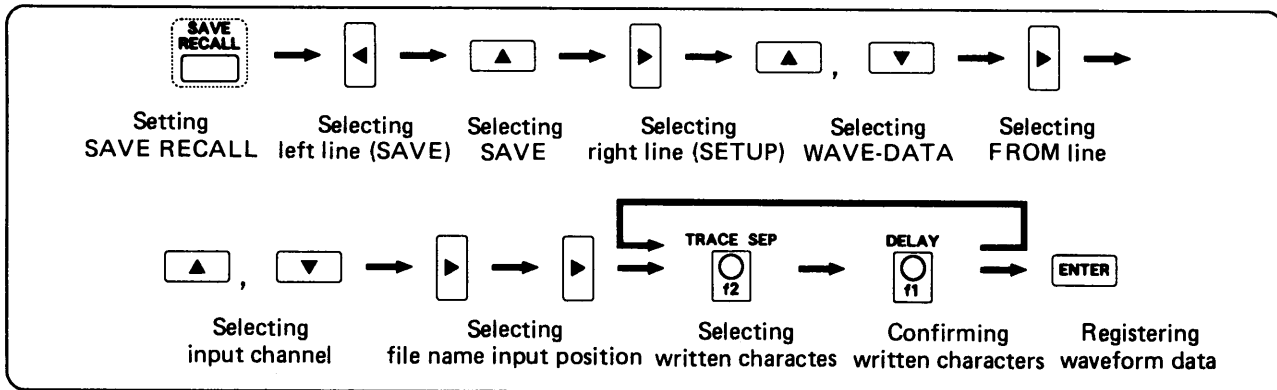 SAVE
RECALL
Setting
SAVE RECALL
Selecting
left line (SAVE)
Selecting
SAVE
Selecting
right line (SETUP)
,
Selecting
WAVE-DATA
Selecting
FROM line
,
Selecting
input channel
Selecting
file name input position
TRACE SEP
f2
Selecting
written charactes
DELAY
f1
Confirming
written characters
ENTER
Registering
waveform data